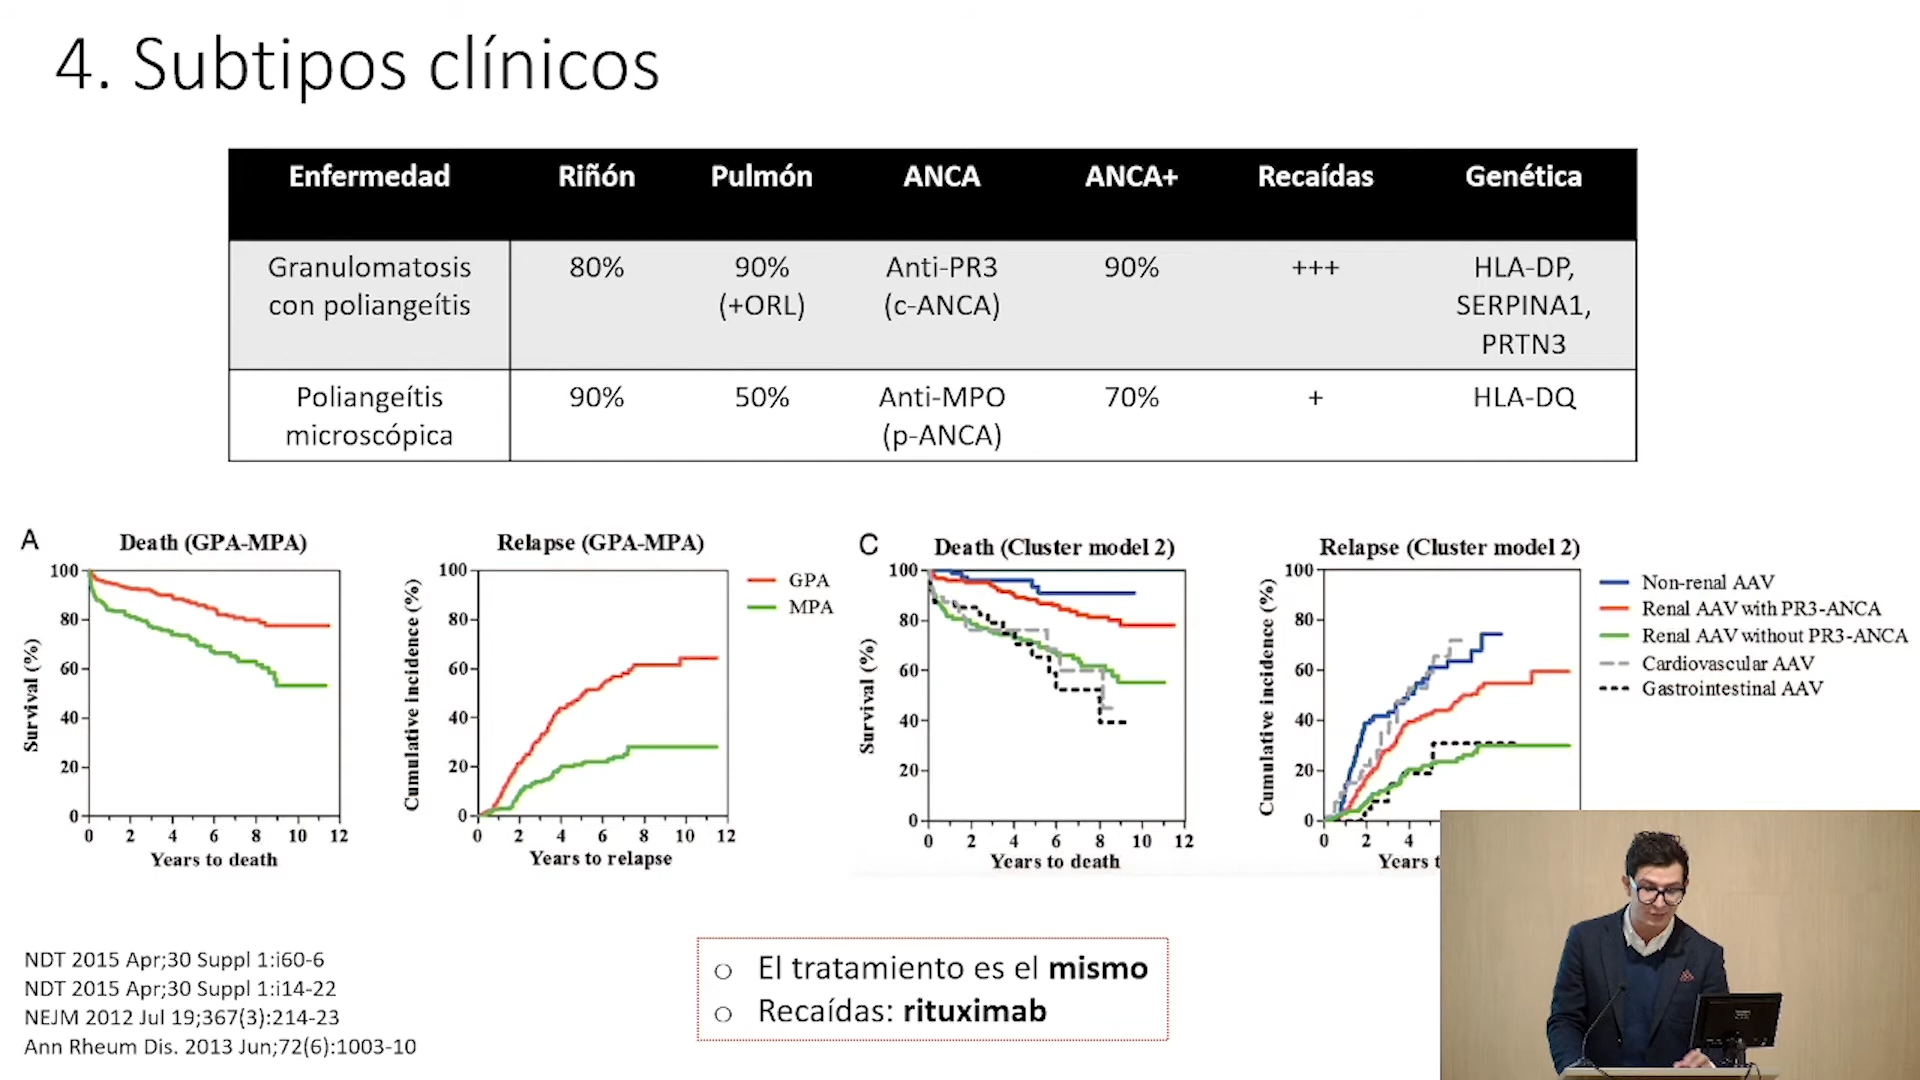 4. Subtipos clínicos
Enfermedad Riñón Pulmón ANCA ANCA+ Recaídas Genética
Granulomatosis 80% 90% Anti-PR3 90% +++ HLA-DP,
con poliangeítis (+ORL) (c-ANCA) SERPINA1,
PRTN3
Poliangeítis 90% 50% Anti-MPO 70% + HLA-DQ
microscópica (p-ANCA)
A
Death (GPA-MPA)
Survival (%)
100
80
60
40
20
0
0 2 4 6 8 10 12
Years to death
Relapse (GPA-MPA)
Cumulative incidence (%)
100
80
60
40
20
0
0 2 4 6 8 10 12
Years to relapse
GPA
MPA
C
Death (Cluster model 2)
Survival (%)
100
80
60
40
20
0
0 2 4 6 8 10 12
Years to death
Relapse (Cluster model 2)
Cumulative incidence (%)
100
80
60
40
20
0
0 2 4
Years t
Non-renal AAV
Renal AAV with PR3-ANCA
Renal AAV without PR3-ANCA
Cardiovascular AAV
Gastrointestinal AAV
NDT 2015 Apr;30 Suppl 1:i60-6
NDT 2015 Apr;30 Suppl 1:i14-22
NEJM 2012 Jul 19;367(3):214-23
Ann Rheum Dis. 2013 Jun;72(6):1003-10
El tratamiento es el mismo
Recaídas: rituximab